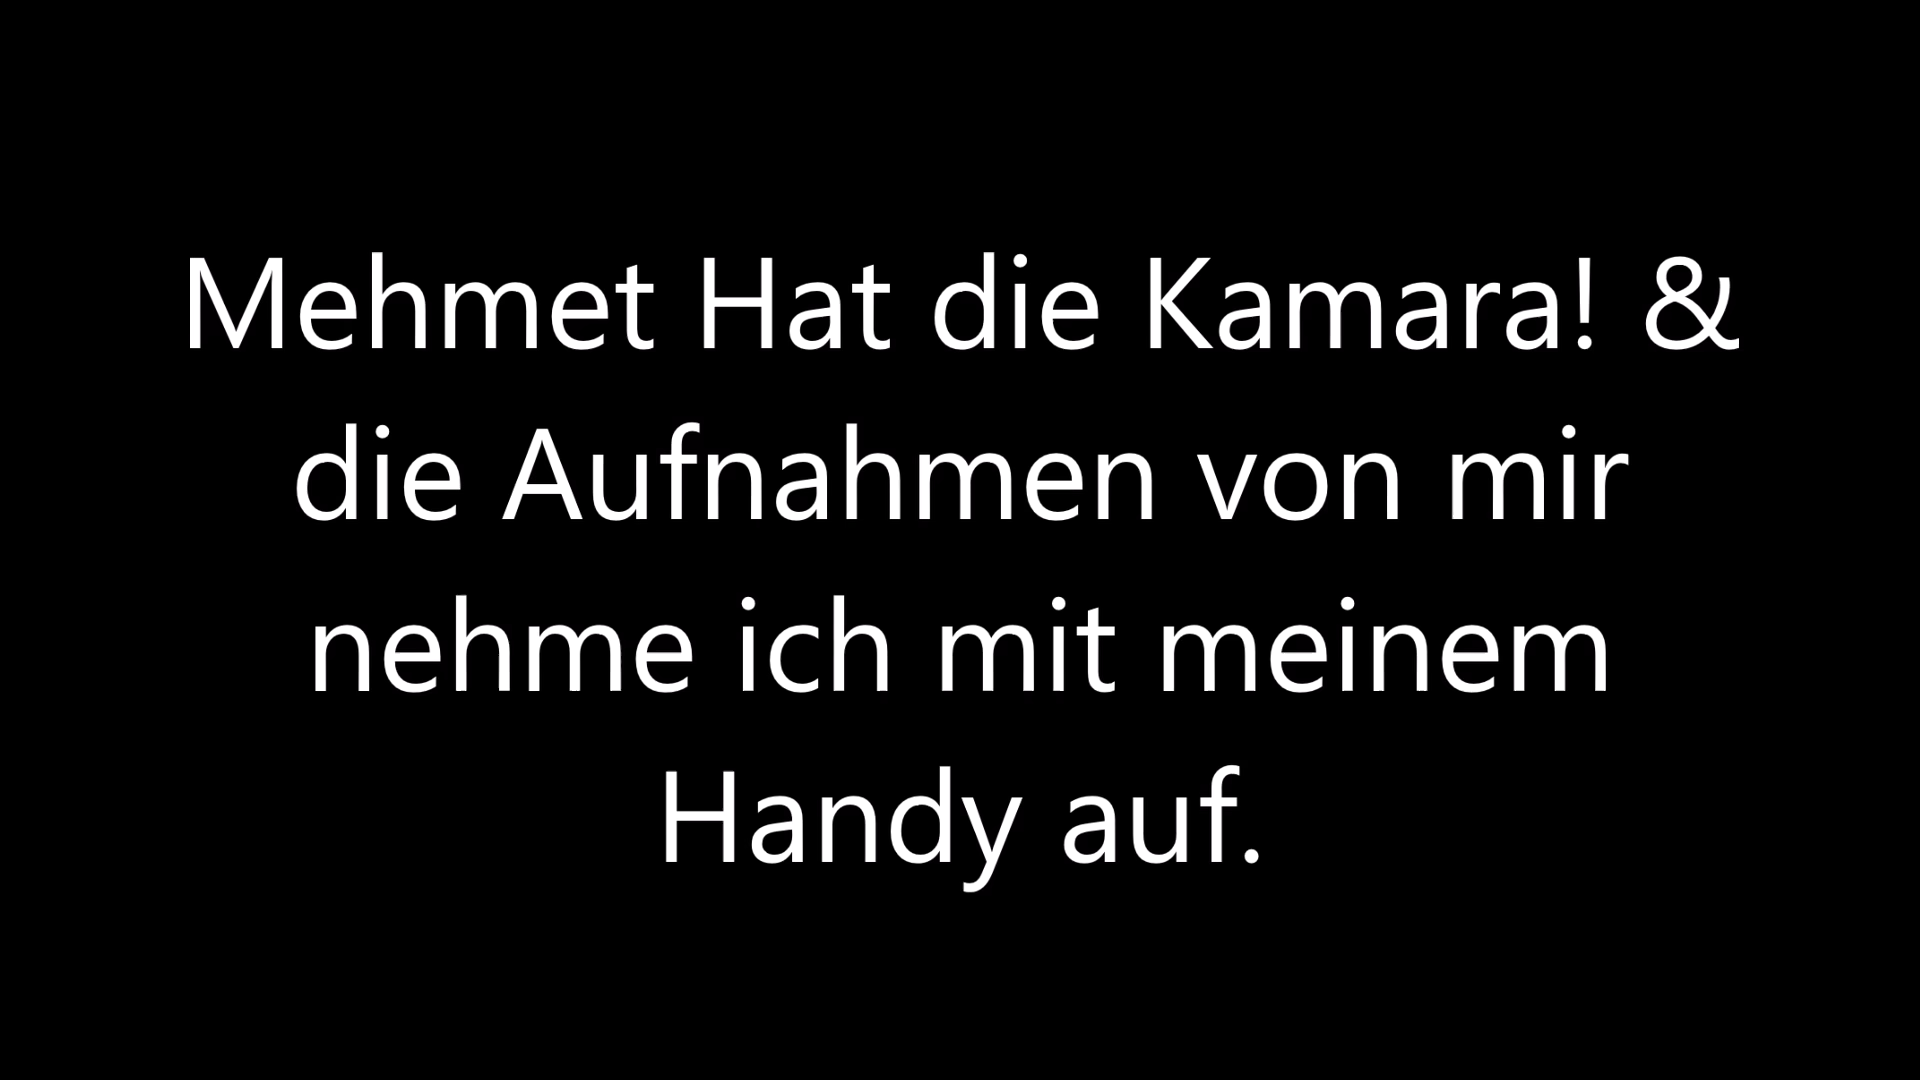 Mehmet Hat die Kamara! &
die Aufnahmen von mir
nehme ich mit meinem
Handy auf.